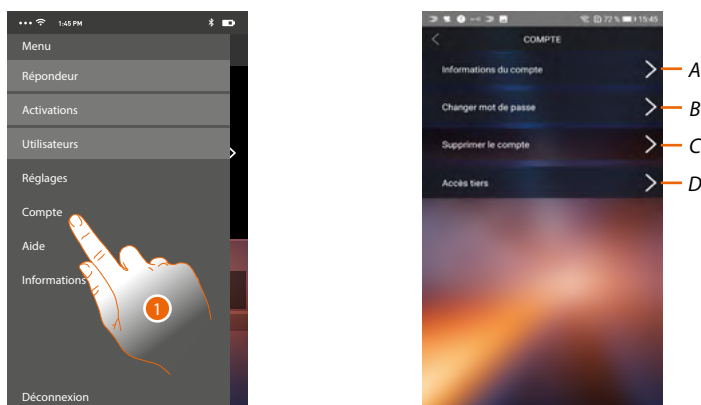 1:45 PM
Menu
Répondeur
Activations
Utilisateurs
Réglages
Compte
Aide
Informations
1
Déconnexion
72 % 15:45
COMPTE
Informations du compte
A
Changer mot de passe
B
Supprimer le compte
C
Accès tiers
D